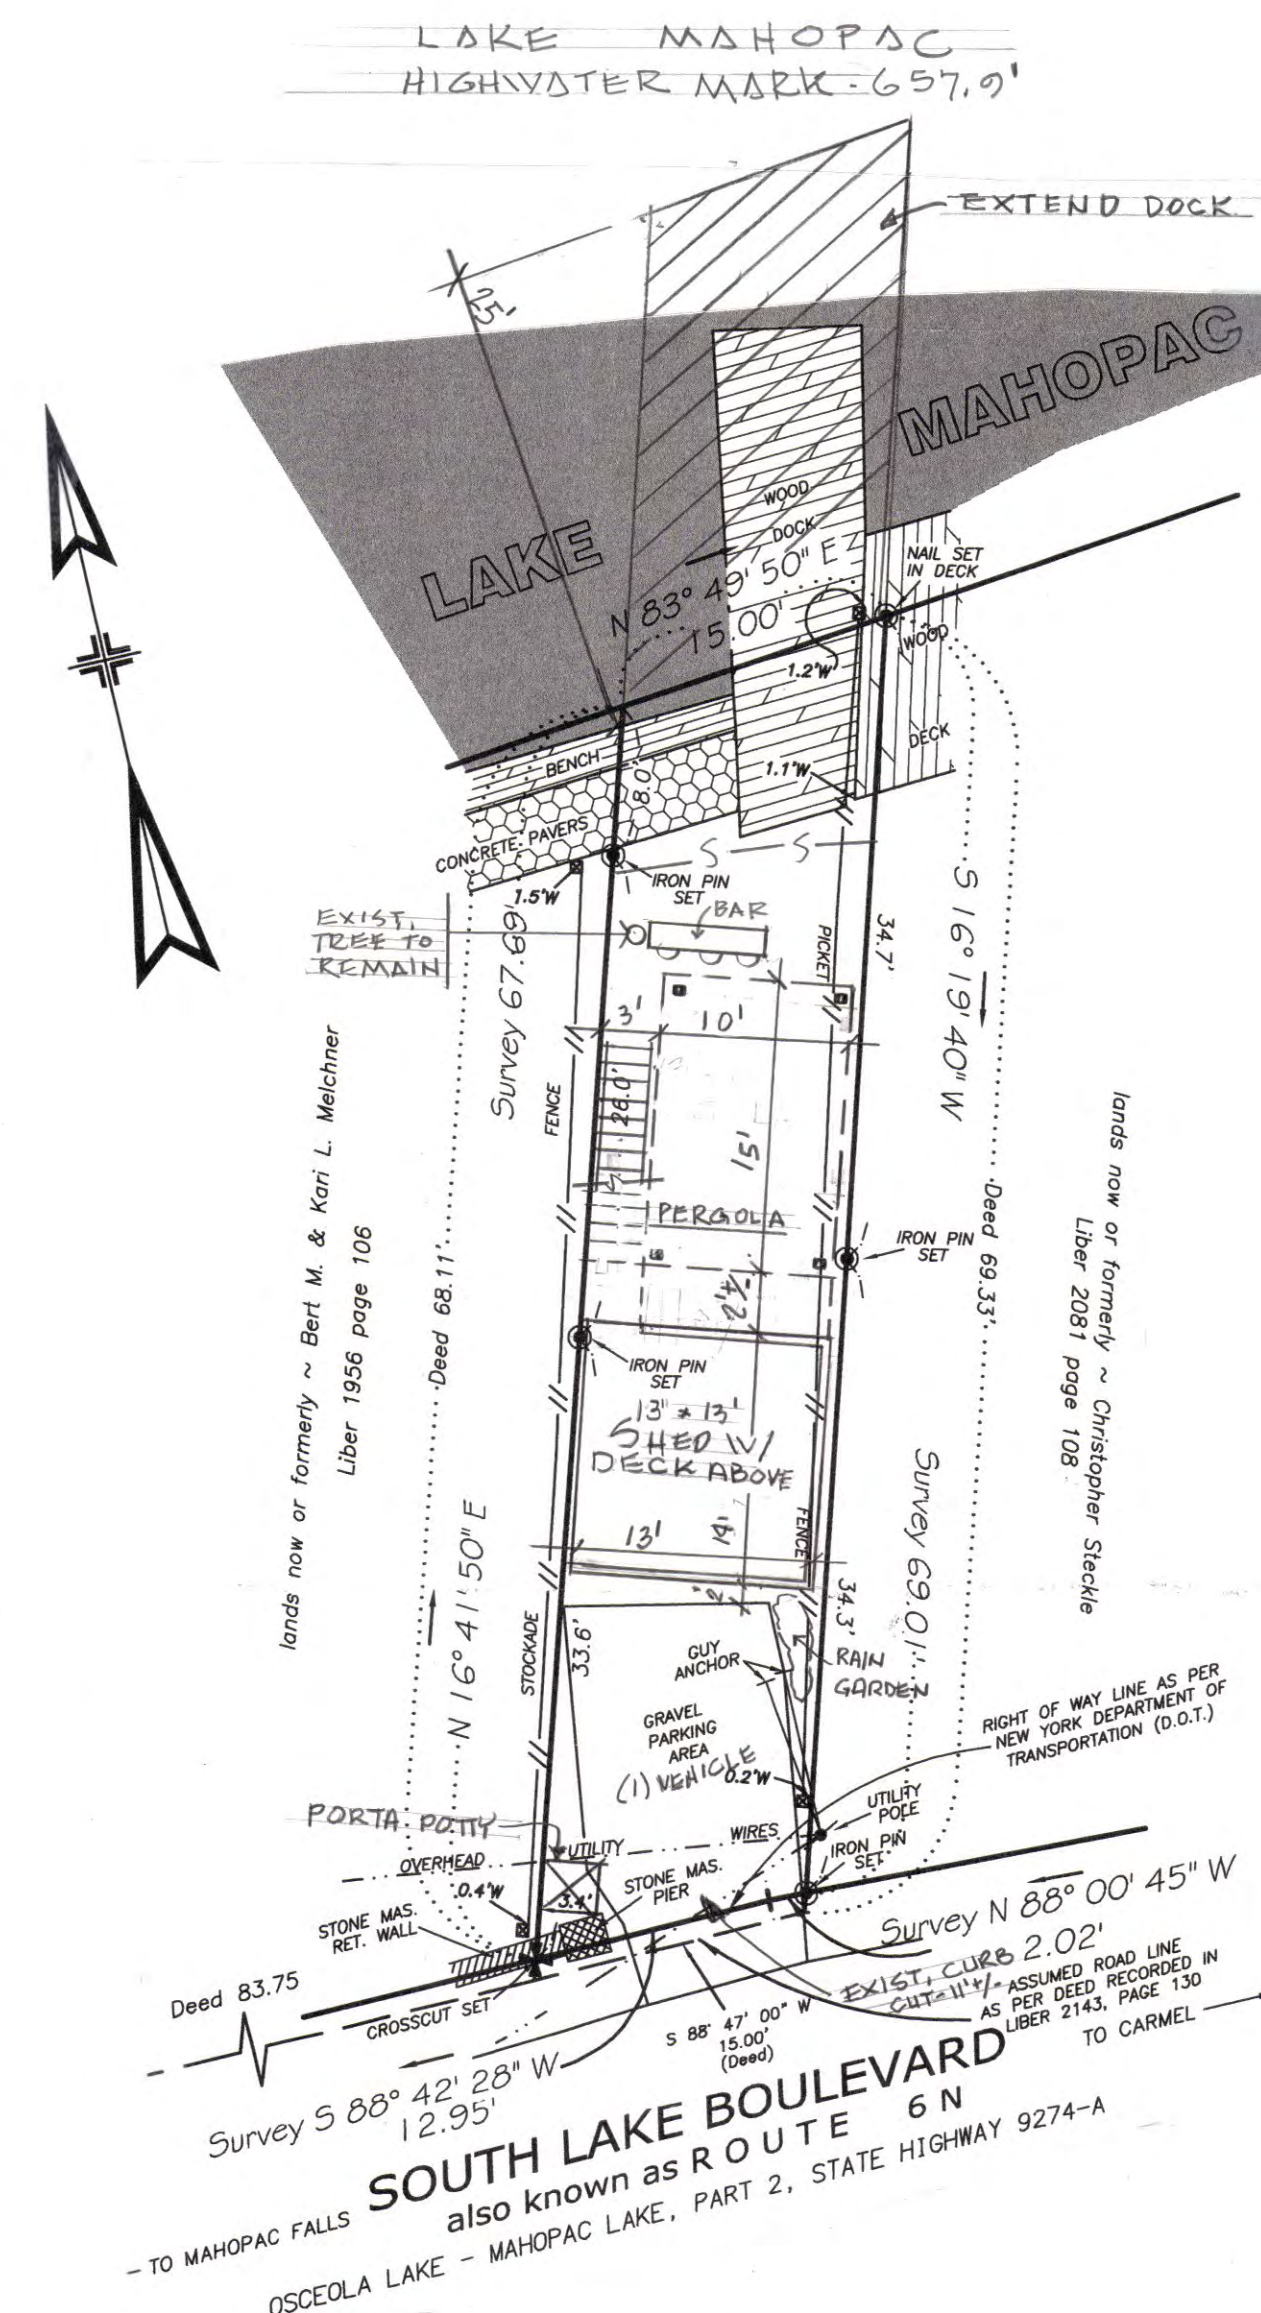 LAKE MAHOPAC
HIGHWATER MARK - 657.9'
EXTEND DOCK
25'
MAHOPAC
LAKE
WOOD
DOCK
N 83° 49' 50" E
15.00'
NAIL SET
IN DECK
WOOD
DECK
1.2'W
1.1'W
BENCH
8.0'
CONCRETE PAVERS
1.5'W
IRON PIN
SET
S S
BAR
EXIST.
TREE TO
REMAIN
Survey 67.69'
PICKET
34.7'
S 16° 19' 40" W
3'
10'
26.0'
FENCE
15'
PERGOLA
IRON PIN
SET
Deed 69.33'
Deed 68.11'
lands now or formerly ~ Bert M. & Kari L. Melchner
Liber 1956 page 106
lands now or formerly ~ Christopher Steckle
Liber 2081 page 108
IRON PIN
SET
13" * 13'
SHED W/
DECK ABOVE
13'
14'
FENCE
2'
Survey 69.01'
34.3'
N 16° 41' 50" E
STOCKADE
33.6'
GUY
ANCHOR
RAIN
GARDEN
GRAVEL
PARKING
AREA
(1) VEHICLE
0.2'W
RIGHT OF WAY LINE AS PER
NEW YORK DEPARTMENT OF
TRANSPORTATION (D.O.T.)
UTILITY
POLE
PORTA POTTY
OVERHEAD
UTILITY
WIRES
IRON PIN
SET
0.4'W
3.4'
STONE MAS.
PIER
STONE MAS.
RET. WALL
Survey N 88° 00' 45" W
2.02'
EXIST. CURB
CUT - 11' +/-
Deed 83.75
CROSSCUT SET
S 88° 47' 00" W
15.00'
(Deed)
ASSUMED ROAD LINE
AS PER DEED RECORDED IN
LIBER 2143, PAGE 130
TO CARMEL
Survey S 88° 42' 28" W
12.95'
SOUTH LAKE BOULEVARD
also known as ROUTE 6N
- TO MAHOPAC FALLS
OSCEOLA LAKE - MAHOPAC LAKE, PART 2, STATE HIGHWAY 9274-A